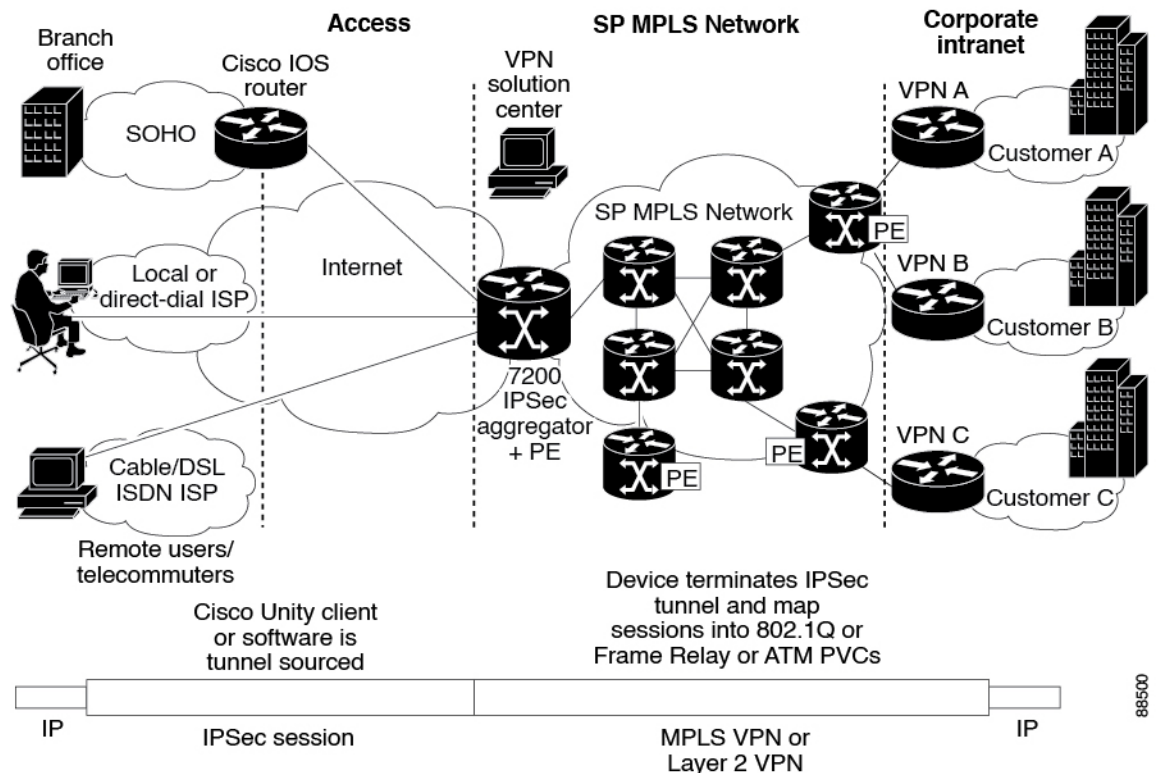 Access
SP MPLS Network
Corporate
intranet
Branch
office
Cisco IOS
router
VPN
solution
center
VPN A
SOHO
Customer A
SP MPLS Network
PE
Internet
Local or
direct-dial ISP
VPN B
Customer B
7200
IPSec
aggregator
+ PE
VPN C
PE
PE
Cable/DSL
ISDN ISP
Customer C
Remote users/
telecommuters
Cisco Unity client
or software is
tunnel sourced
Device terminates IPSec
tunnel and map
sessions into 802.1Q or
Frame Relay or ATM PVCs
IP
IPSec session
MPLS VPN or
Layer 2 VPN
IP
88500